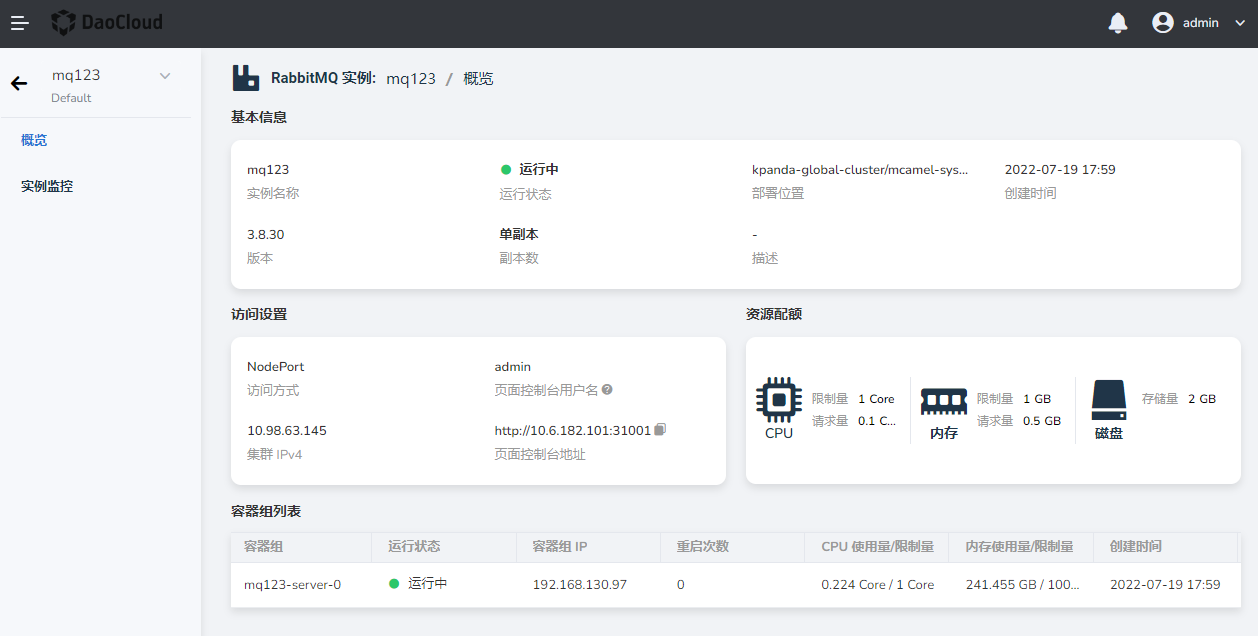 DaoCloud admin
mq123
Default
概览
实例监控
RabbitMQ 实例: mq123 / 概览
基本信息
mq123 运行中 kpanda-global-cluster/mcamel-sys... 2022-07-19 17:59
实例名称 运行状态 部署位置 创建时间
3.8.30 单副本 -
版本 副本数 描述
访问设置
NodePort admin
访问方式 页面控制台用户名
10.98.63.145 http://10.6.182.101:31001
集群 IPv4 页面控制台地址
资源配额
限制量 1 Core
请求量 0.1 C...
CPU
限制量 1 GB
请求量 0.5 GB
内存
存储量 2 GB
磁盘
容器组列表
容器组 运行状态 容器组 IP 重启次数 CPU 使用量/限制量 内存使用量/限制量 创建时间
mq123-server-0 运行中 192.168.130.97 0 0.224 Core / 1 Core 241.455 GB / 100... 2022-07-19 17:59